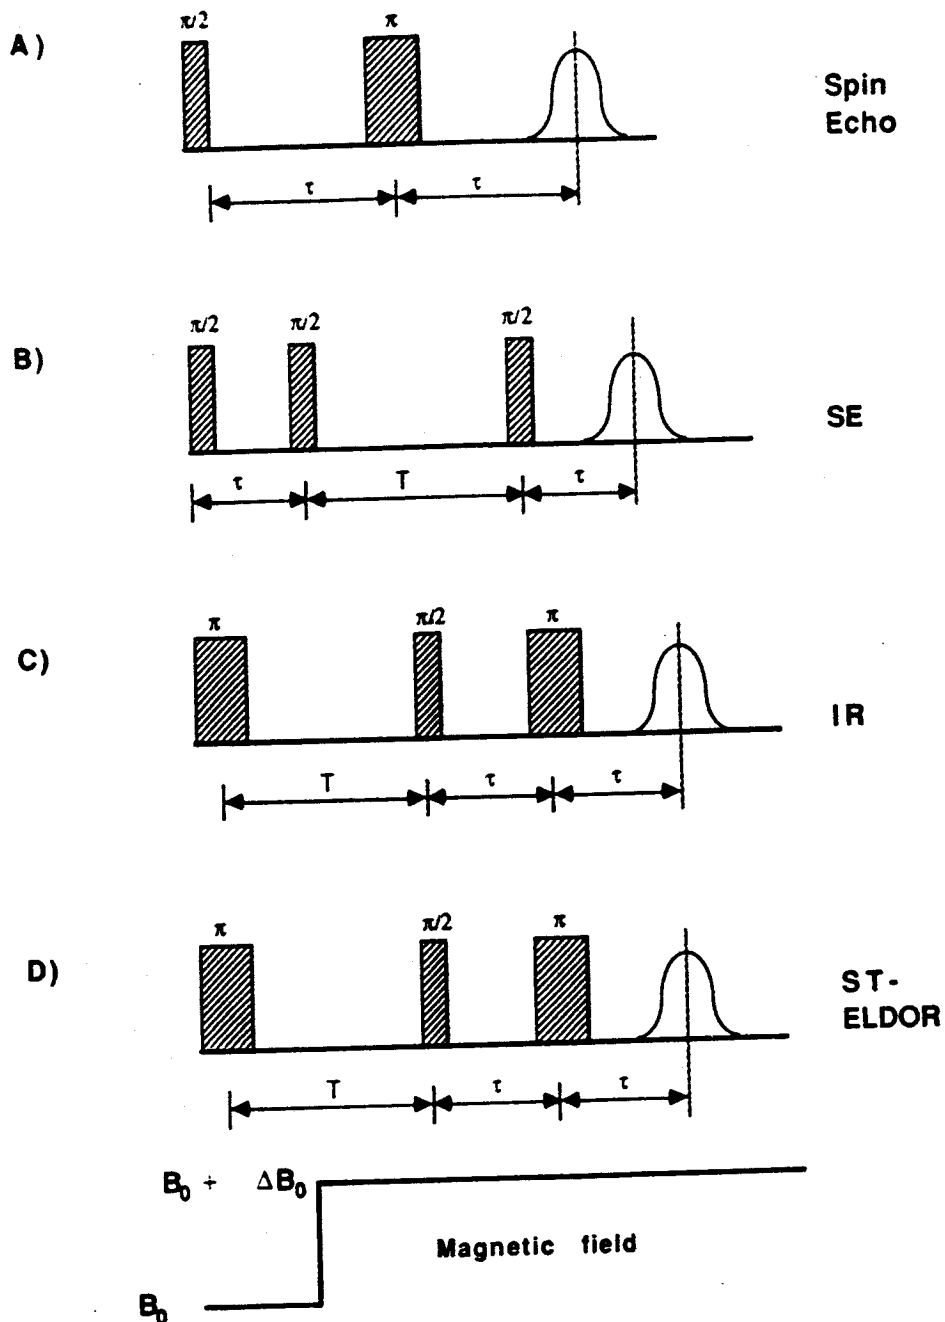 A)
π/2
π
Spin
Echo
τ
τ
B)
π/2
π/2
π/2
SE
τ
T
τ
C)
π
π/2
π
IR
T
τ
τ
D)
π
π/2
π
ST-
ELDOR
T
τ
τ
B₀ + ΔB₀
Magnetic field
B₀